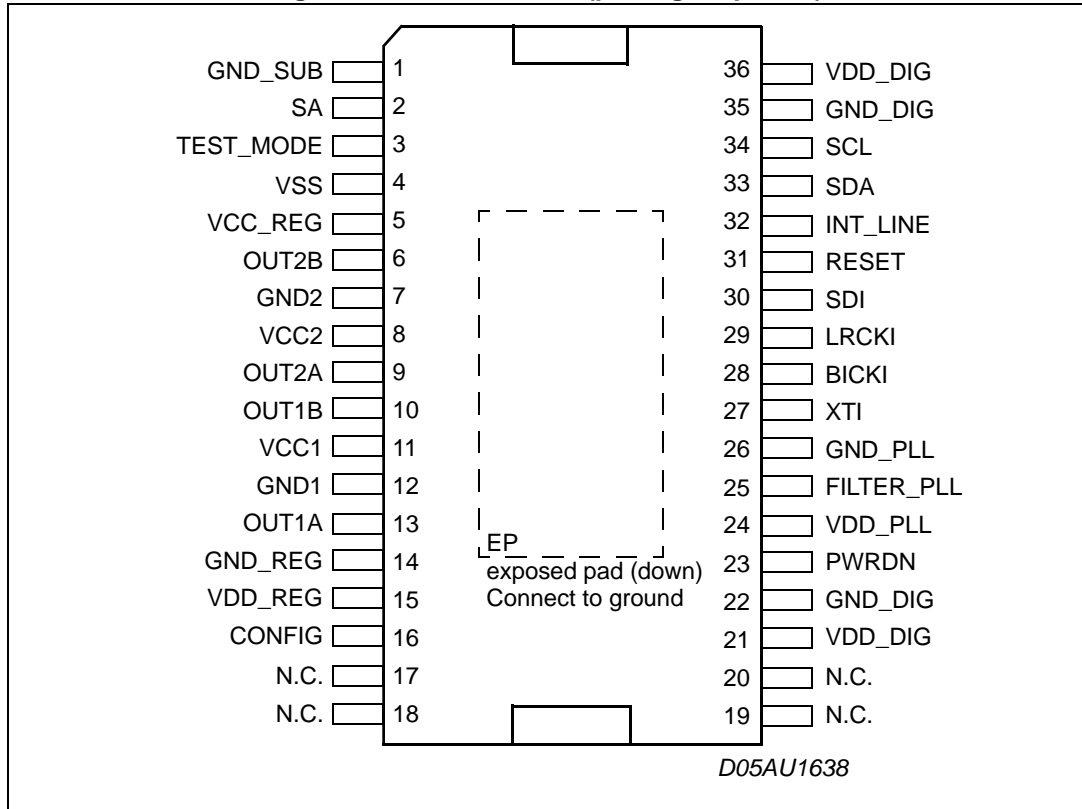 GND_SUB 1 36 VDD_DIG
SA 2 35 GND_DIG
TEST_MODE 3 34 SCL
VSS 4 33 SDA
VCC_REG 5 32 INT_LINE
OUT2B 6 31 RESET
GND2 7 30 SDI
VCC2 8 29 LRCKI
OUT2A 9 28 BICKI
OUT1B 10 27 XTI
VCC1 11 26 GND_PLL
GND1 12 25 FILTER_PLL
OUT1A 13 24 VDD_PLL
GND_REG 14 23 PWRDN
VDD_REG 15 22 GND_DIG
CONFIG 16 21 VDD_DIG
N.C. 17 20 N.C.
N.C. 18 19 N.C.
EP
exposed pad (down)
Connect to ground
D05AU1638